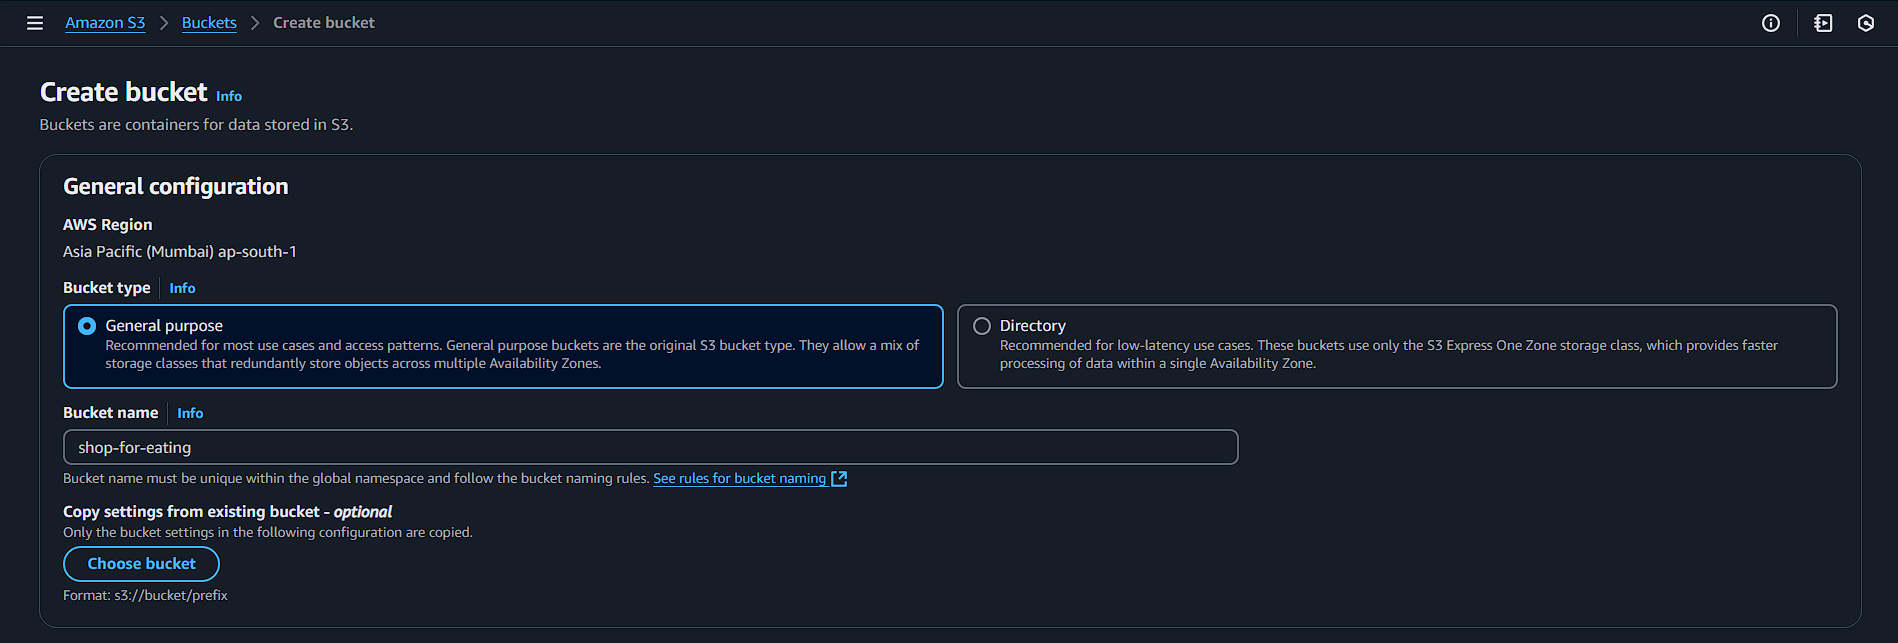 Amazon S3 > Buckets > Create bucket
Create bucket Info
Buckets are containers for data stored in S3.
General configuration
AWS Region
Asia Pacific (Mumbai) ap-south-1
Bucket type Info
General purpose
Recommended for most use cases and access patterns. General purpose buckets are the original S3 bucket type. They allow a mix of
storage classes that redundantly store objects across multiple Availability Zones.
Directory
Recommended for low-latency use cases. These buckets use only the S3 Express One Zone storage class, which provides faster
processing of data within a single Availability Zone.
Bucket name Info
shop-for-eating
Bucket name must be unique within the global namespace and follow the bucket naming rules. See rules for bucket naming
Copy settings from existing bucket - optional
Only the bucket settings in the following configuration are copied.
Choose bucket
Format: s3://bucket/prefix